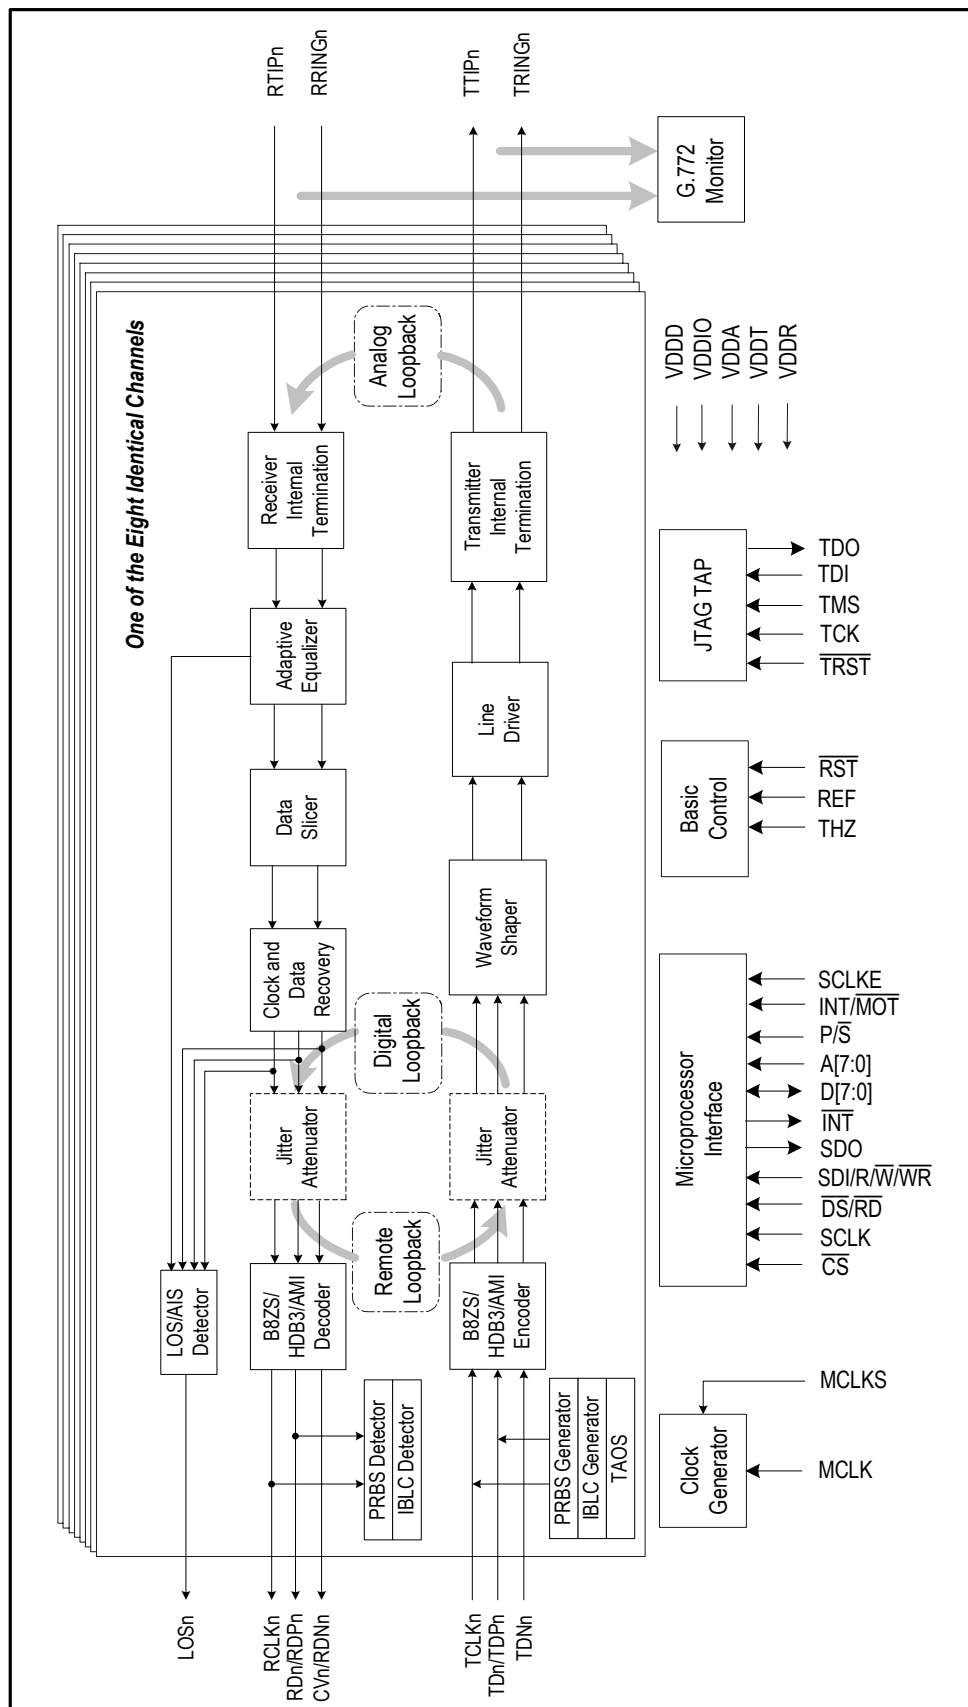 RTIPn
RRINGn
TTIPn
TRINGn
G.772
Monitor
One of the Eight Identical Channels
Analog
Loopback
VDDD
VDDIO
VDDA
VDDT
VDDR
Receiver
Internal
Termination
Transmitter
Internal
Termination
JTAG TAP
TDO
TDI
TMS
TCK
TRST
Adaptive
Equalizer
Line
Driver
Data
Slicer
Basic
Control
RST
REF
THZ
Clock and
Data
Recovery
Waveform
Shaper
Digital
Loopback
Jitter
Attenuator
Jitter
Attenuator
Remote
Loopback
Microprocessor
Interface
SCLKE
INT/MOT
P/S
A[7:0]
D[7:0]
INT
SDO
SDI/R/W/WR
DS/RD
SCLK
CS
LOS/AIS
Detector
B8ZS/
HDB3/AMI
Decoder
B8ZS/
HDB3/AMI
Encoder
PRBS Detector
IBLC Detector
PRBS Generator
IBLC Generator
TAOS
Clock
Generator
MCLKS
MCLK
LOSn
RCLKn
RDn/RDPn
CVn/RDNn
TCLKn
TDn/TDPn
TDNn